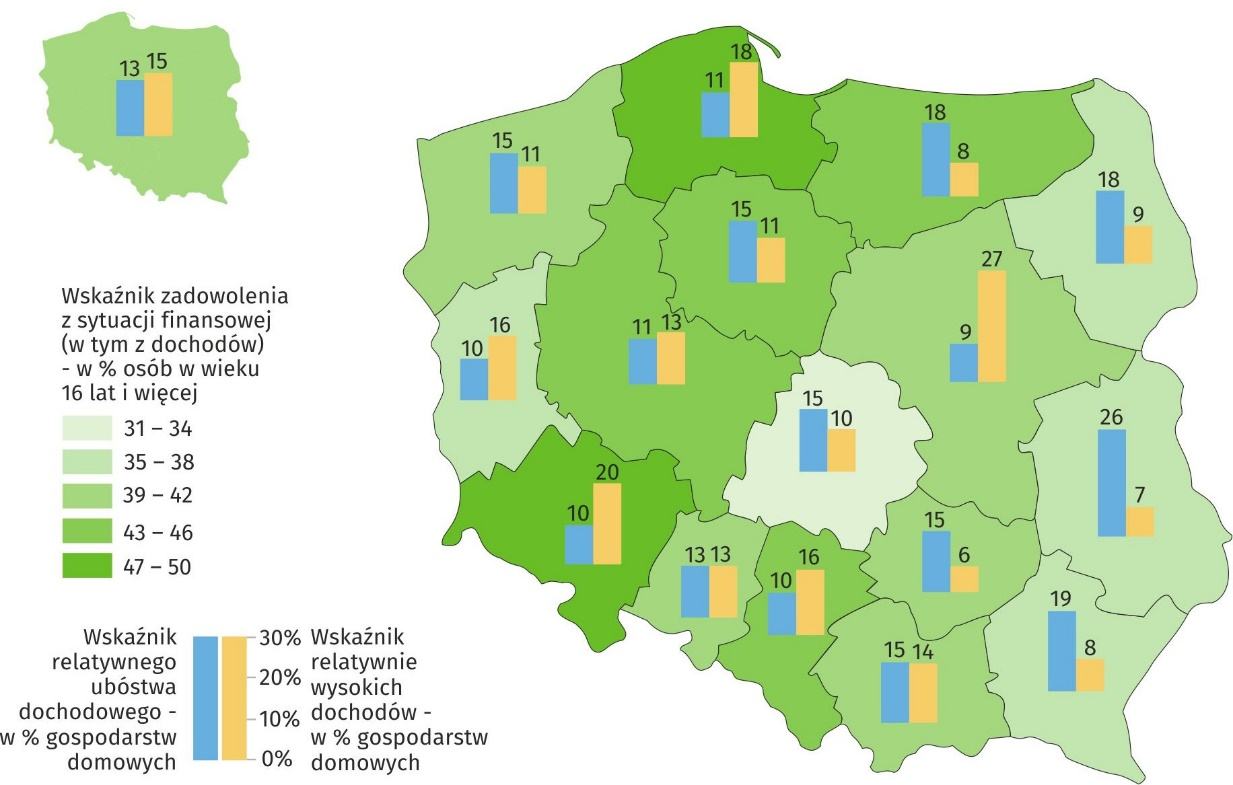 13 15
11 18
15 11
18 8
18 9
15 11
9 27
10 16
11 13
15 10
26 7
10 20
15 6
13 13
10 16
19 8
15 14
Wskaźnik zadowolenia
z sytuacji finansowej
(w tym z dochodów)
- w % osób w wieku
16 lat i więcej
31 – 34
35 – 38
39 – 42
43 – 46
47 – 50
Wskaźnik
relatywnego
ubóstwa
dochodowego -
w % gospodarstw
domowych
30%
20%
10%
0%
Wskaźnik
relatywnie
wysokich
dochodów -
w % gospodarstw
domowych